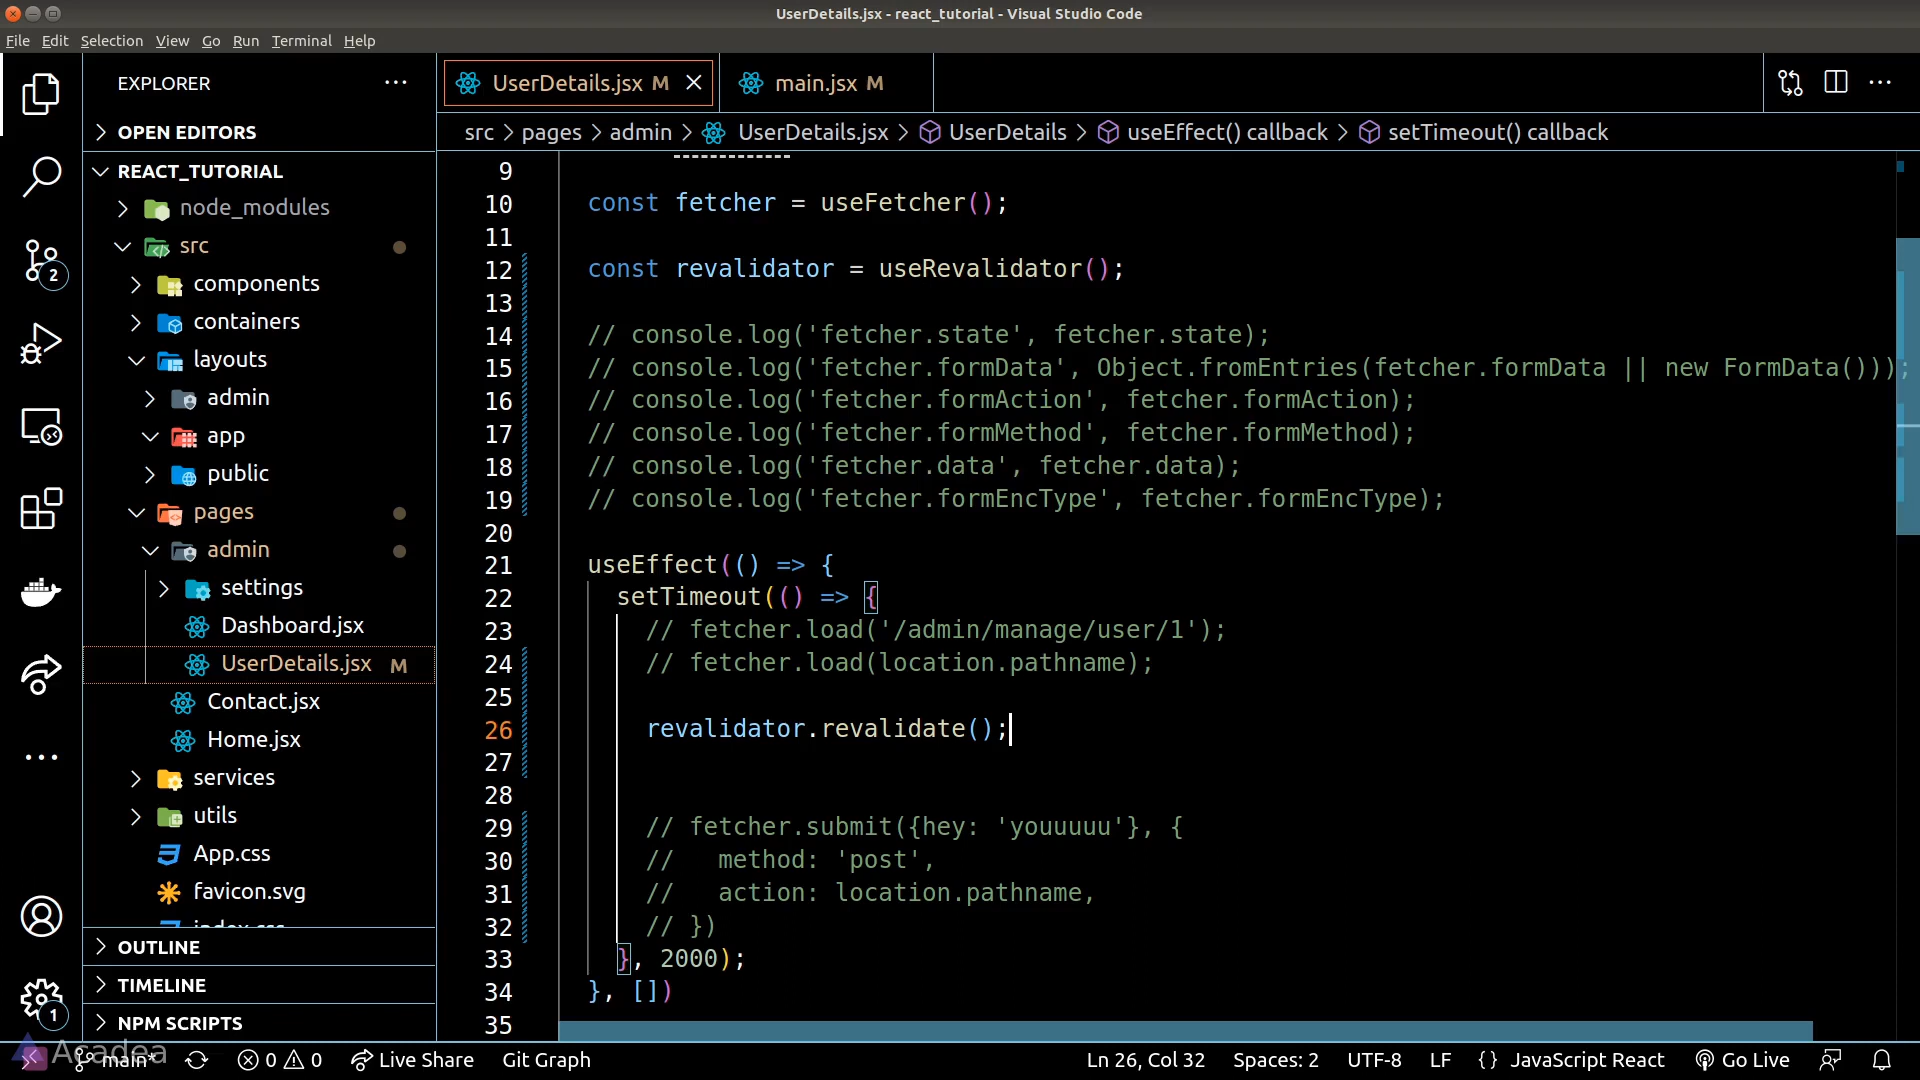 UserDetails.jsx - react_tutorial - Visual Studio Code
File Edit Selection View Go Run Terminal Help
EXPLORER
OPEN EDITORS
REACT_TUTORIAL
node_modules
src
components
containers
layouts
admin
app
public
pages
admin
settings
Dashboard.jsx
UserDetails.jsx M
Contact.jsx
Home.jsx
services
utils
App.css
favicon.svg
index.css
OUTLINE
TIMELINE
NPM SCRIPTS
2
1
UserDetails.jsx M main.jsx M
src > pages > admin > UserDetails.jsx > UserDetails > useEffect() callback > setTimeout() callback
9
10 const fetcher = useFetcher();
11
12 const revalidator = useRevalidator();
13
14 // console.log('fetcher.state', fetcher.state);
15 // console.log('fetcher.formData', Object.fromEntries(fetcher.formData || new FormData()));
16 // console.log('fetcher.formAction', fetcher.formAction);
17 // console.log('fetcher.formMethod', fetcher.formMethod);
18 // console.log('fetcher.data', fetcher.data);
19 // console.log('fetcher.formEncType', fetcher.formEncType);
20
21 useEffect(() => {
22 setTimeout(() => {
23 // fetcher.load('/admin/manage/user/1');
24 // fetcher.load(location.pathname);
25
26 revalidator.revalidate();
27
28
29 // fetcher.submit({hey: 'youuuuu'}, {
30 // method: 'post',
31 // action: location.pathname,
32 // })
33 }, 2000);
34 }, [])
35
Acadea
main* 0 0 Live Share Git Graph Ln 26, Col 32 Spaces: 2 UTF-8 LF {} JavaScript React Go Live